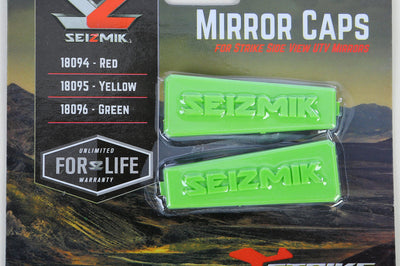 SEIZMIK
MIRROR CAPS
FOR STRIKE SIDE VIEW UTV MIRRORS
18094 - RED
18095 - YELLOW
18096 - GREEN
UNLIMITED
FOR LIFE
WARRANTY
SEIZMIK
SEIZMIK
STRIKE